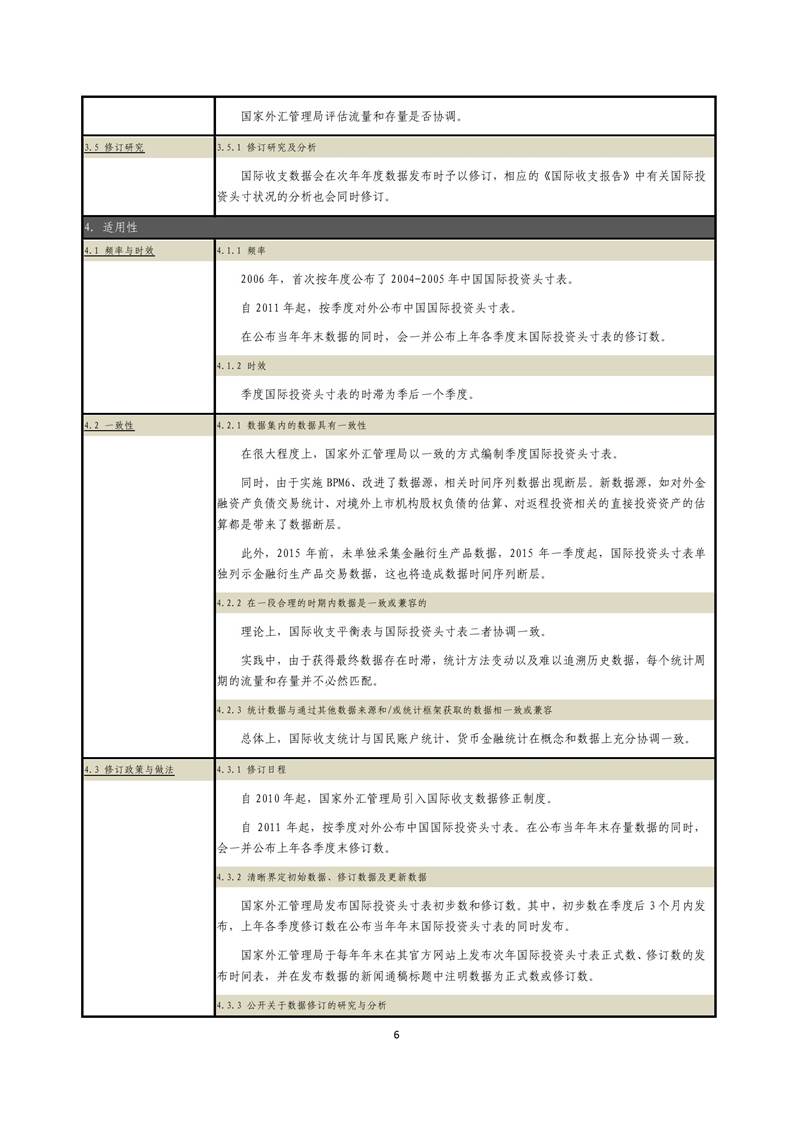 国家外汇管理局评估流量和存量是否协调。
3.5 修订研究
3.5.1 修订研究及分析
国际收支数据会在次年年度数据发布时予以修订，相应的《国际收支报告》中有关国际投
资头寸状况的分析也会同时修订。
4. 适用性
4.1 频率与时效
4.1.1 频率
2006 年，首次按年度公布了 2004-2005 年中国国际投资头寸表。
自 2011 年起，按季度对外公布中国国际投资头寸表。
在公布当年年末数据的同时，会一并公布上年各季度末国际投资头寸表的修订数。
4.1.2 时效
季度国际投资头寸表的时滞为季后一个季度。
4.2 一致性
4.2.1 数据集内的数据具有一致性
在很大程度上，国家外汇管理局以一致的方式编制季度国际投资头寸表。
同时，由于实施 BPM6、改进了数据源，相关时间序列数据出现断层。新数据源，如对外金
融资产负债交易统计、对境外上市机构股权负债的估算、对返程投资相关的直接投资资产的估
算都是带来了数据断层。
此外，2015 年前，未单独采集金融衍生产品数据，2015 年一季度起，国际投资头寸表单
独列示金融衍生产品交易数据，这也将造成数据时间序列断层。
4.2.2 在一段合理的时期内数据是一致或兼容的
理论上，国际收支平衡表与国际投资头寸表二者协调一致。
实践中，由于获得最终数据存在时滞，统计方法变动以及难以追溯历史数据，每个统计周
期的流量和存量并不必然匹配。
4.2.3 统计数据与通过其他数据来源和/或统计框架获取的数据相一致或兼容
总体上，国际收支统计与国民账户统计、货币金融统计在概念和数据上充分协调一致。
4.3 修订政策与做法
4.3.1 修订日程
自 2010 年起，国家外汇管理局引入国际收支数据修正制度。
自 2011 年起，按季度对外公布中国国际投资头寸表。在公布当年年末存量数据的同时，
会一并公布上年各季度末修订数。
4.3.2 清晰界定初始数据、修订数据及更新数据
国家外汇管理局发布国际投资头寸表初步数和修订数。其中，初步数在季度后 3 个月内发
布，上年各季度修订数在公布当年年末国际投资头寸表的同时发布。
国家外汇管理局于每年年末在其官方网站上发布次年国际投资头寸表正式数、修订数的发
布时间表，并在发布数据的新闻通稿标题中注明数据为正式数或修订数。
4.3.3 公开关于数据修订的研究与分析
6